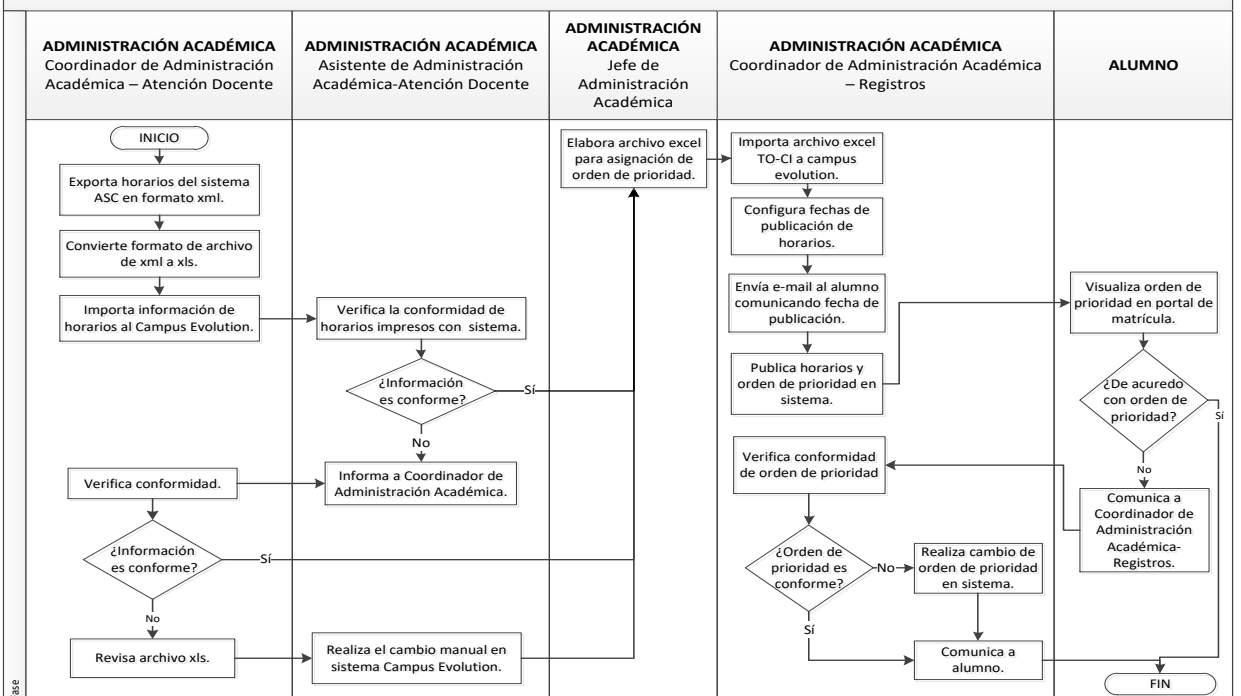 ADMINISTRACIÓN ACADÉMICA
Coordinador de Administración
Académica – Atención Docente
ADMINISTRACIÓN ACADÉMICA
Asistente de Administración
Académica-Atención Docente
ADMINISTRACIÓN
ACADÉMICA
Jefe de
Administración
Académica
ADMINISTRACIÓN ACADÉMICA
Coordinador de Administración Académica
– Registros
ALUMNO
INICIO
Exporta horarios del sistema
ASC en formato xml.
Convierte formato de archivo
de xml a xls.
Importa información de
horarios al Campus Evolution.
Verifica la conformidad de
horarios impresos con sistema.
¿Información
es conforme?
Sí
No
Informa a Coordinador de
Administración Académica.
Verifica conformidad.
¿Información
es conforme?
Sí
No
Revisa archivo xls.
Realiza el cambio manual en
sistema Campus Evolution.
Elabora archivo excel
para asignación de
orden de prioridad.
Importa archivo excel
TO-CI a campus
evolution.
Configura fechas de
publicación de
horarios.
Envía e-mail al alumno
comunicando fecha de
publicación.
Publica horarios y
orden de prioridad en
sistema.
Visualiza orden de
prioridad en portal de
matrícula.
¿De acuredo
con orden de
prioridad?
Sí
No
Comunica a
Coordinador de
Administración
Académica-
Registros.
Verifica conformidad
de orden de prioridad
¿Orden de
prioridad es
conforme?
No
Realiza cambio de
orden de prioridad
en sistema.
Sí
Comunica a
alumno.
FIN